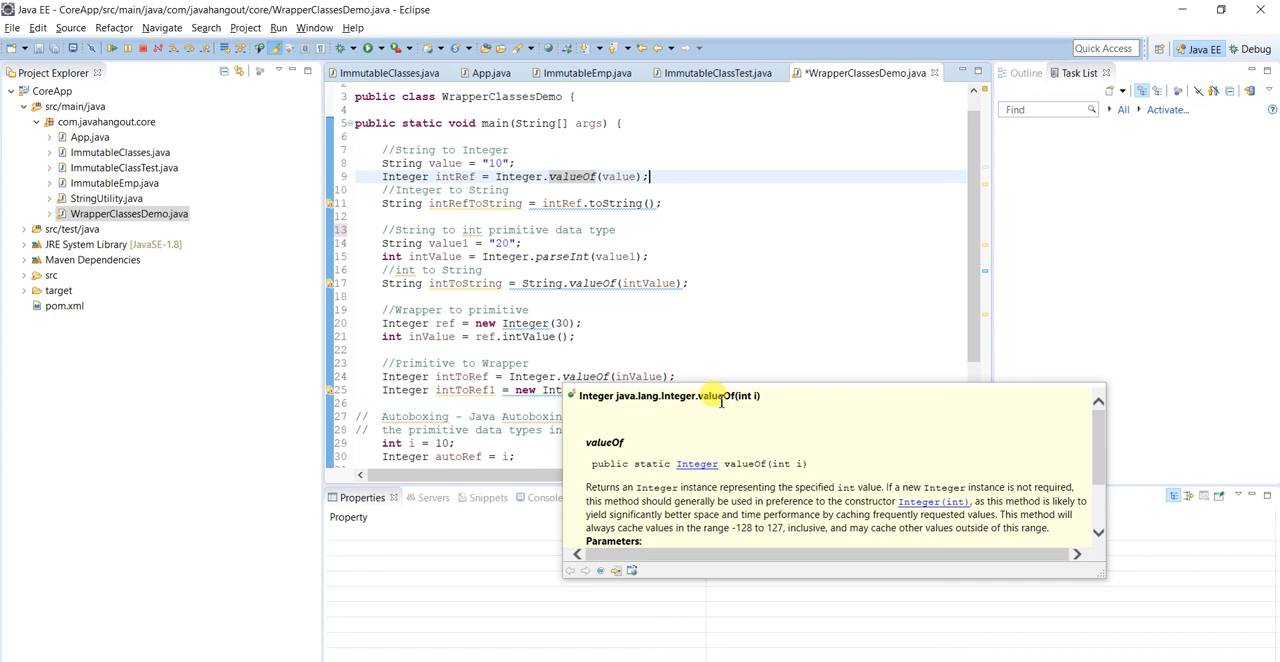 Java EE - CoreApp/src/main/java/com/javahangout/core/WrapperClassesDemo.java - Eclipse
File Edit Source Refactor Navigate Search Project Run Window Help
Quick Access Java EE Debug
Project Explorer
CoreApp
src/main/java
com.javahangout.core
App.java
ImmutableClasses.java
ImmutableClassTest.java
ImmutableEmp.java
StringUtility.java
WrapperClassesDemo.java
src/test/java
JRE System Library [JavaSE-1.8]
Maven Dependencies
src
target
pom.xml
ImmutableClasses.java App.java ImmutableEmp.java ImmutableClassTest.java *WrapperClassesDemo.java
3 public class WrapperClassesDemo {
4
5 public static void main(String[] args) {
6
7 //String to Integer
8 String value = "10";
9 Integer intRef = Integer.valueOf(value);
10 //Integer to String
11 String intRefToString = intRef.toString();
12
13 //String to int primitive data type
14 String value1 = "20";
15 int intValue = Integer.parseInt(value1);
16 //int to String
17 String intToString = String.valueOf(intValue);
18
19 //Wrapper to primitive
20 Integer ref = new Integer(30);
21 int inValue = ref.intValue();
22
23 //Primitive to Wrapper
24 Integer intToRef = Integer.valueOf(inValue);
25 Integer intToRef1 = new Int
26
27 // Autoboxing - Java Autoboxin
28 // the primitive data types in
29 int i = 10;
30 Integer autoRef = i;
Integer java.lang.Integer.valueOf(int i)
valueOf
public static Integer valueOf(int i)
Returns an Integer instance representing the specified int value. If a new Integer instance is not required,
this method should generally be used in preference to the constructor Integer(int), as this method is likely to
yield significantly better space and time performance by caching frequently requested values. This method will
always cache values in the range -128 to 127, inclusive, and may cache other values outside of this range.
Parameters:
Outline Task List
Find All Activate...
Properties Servers Snippets Console
Property